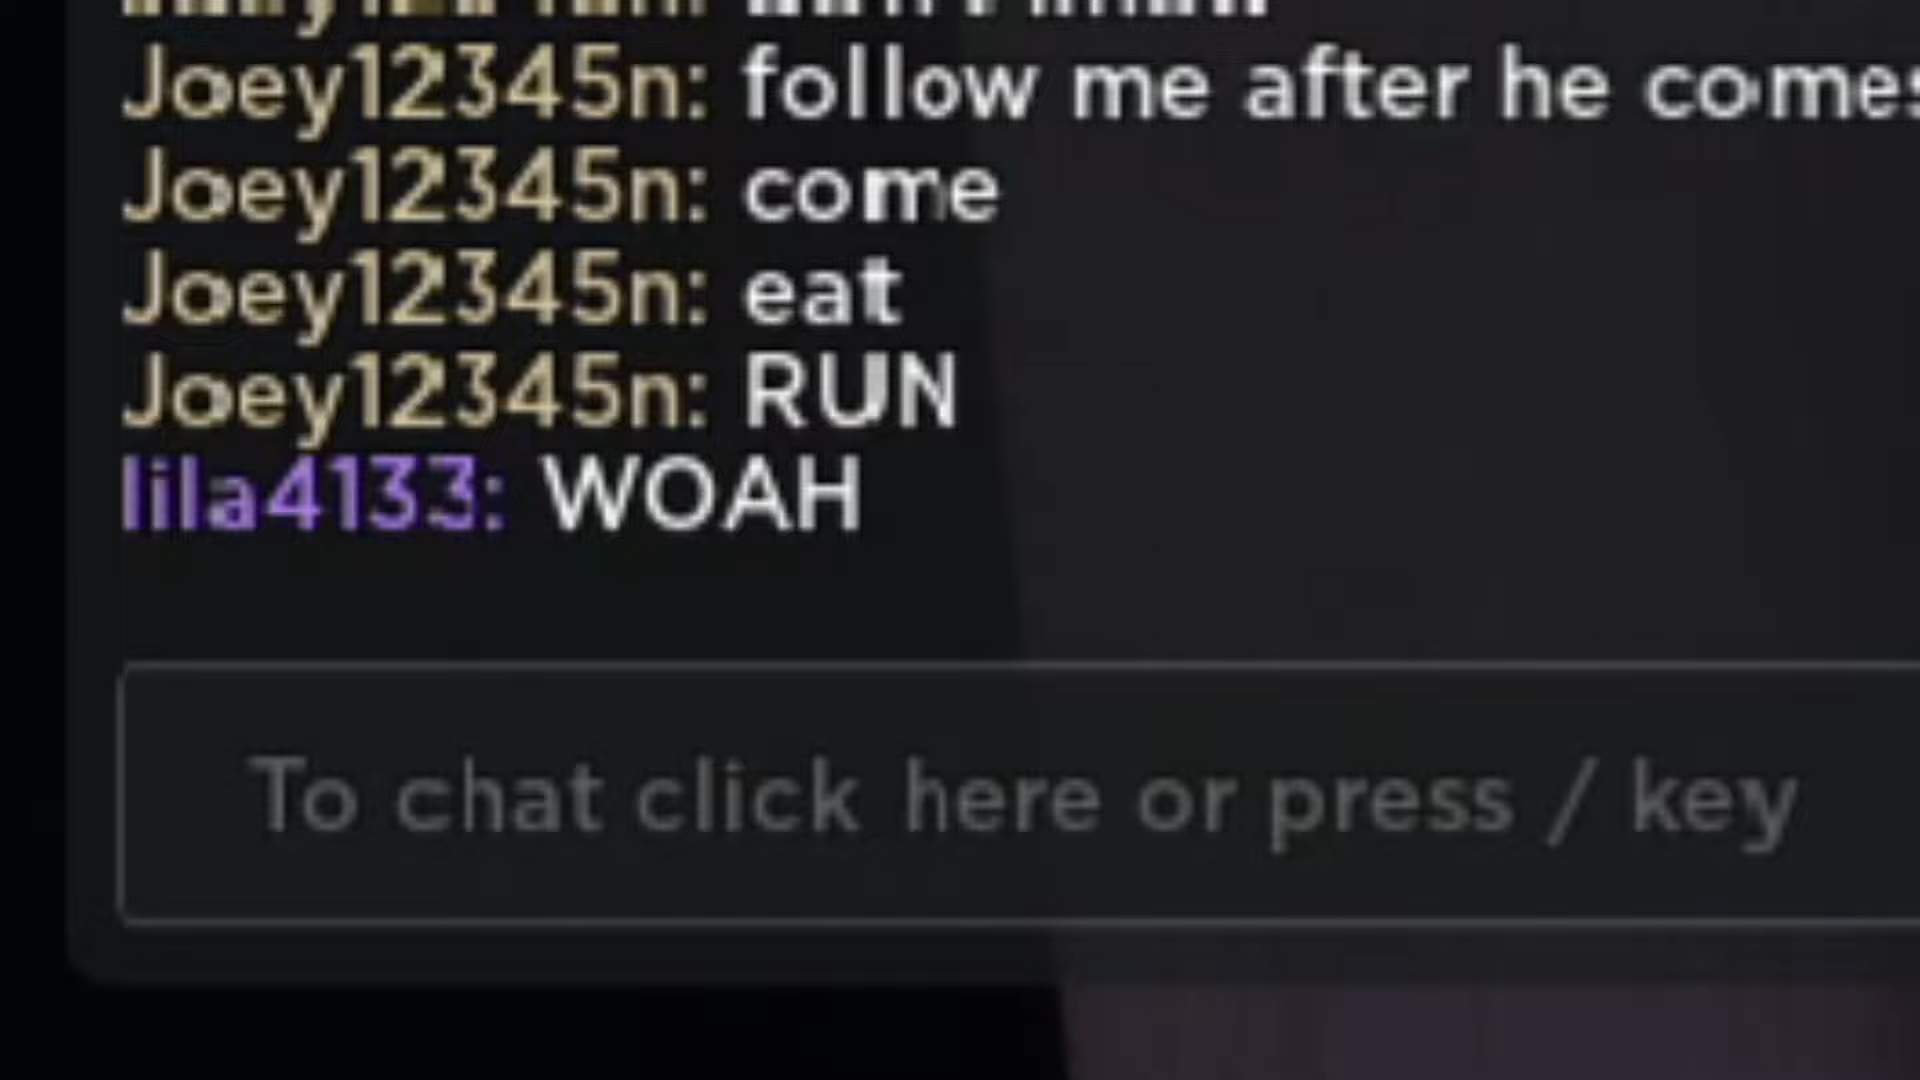 Joey12345n: follow me after he comes
Joey12345n: come
Joey12345n: eat
Joey12345n: RUN
lila4133: WOAH
To chat click here or press / key